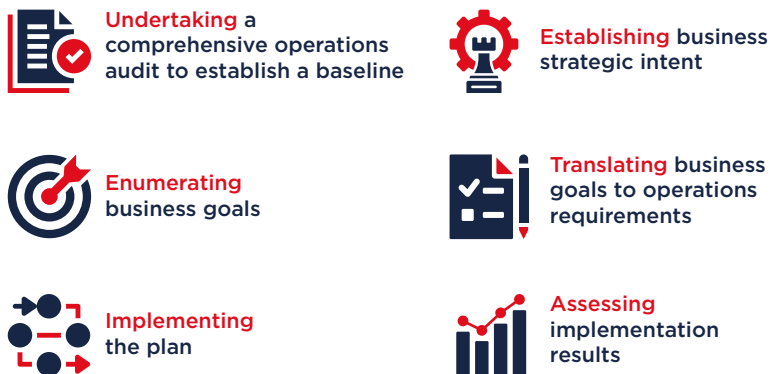 Undertaking a
comprehensive operations
audit to establish a baseline
Establishing business
strategic intent
Enumerating
business goals
Translating business
goals to operations
requirements
Implementing
the plan
Assessing
implementation
results